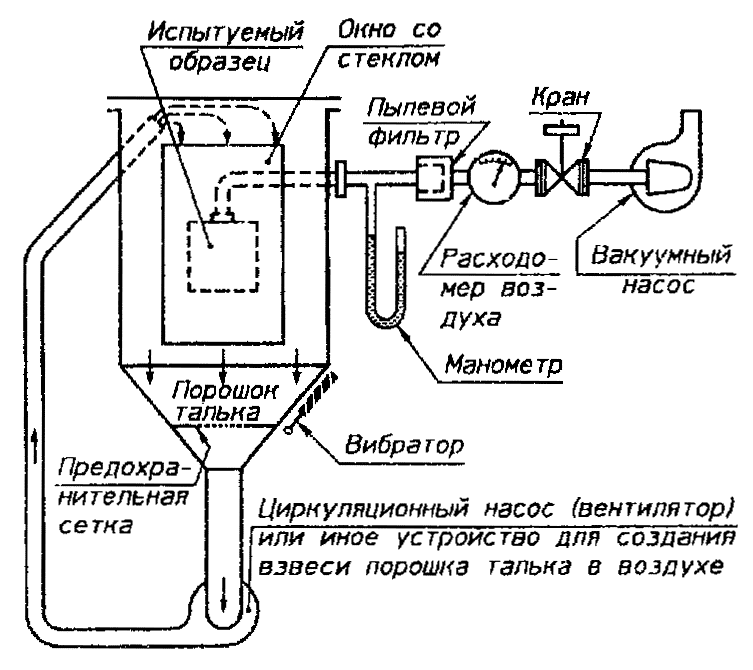 Испытуемый
образец
Окно со
стеклом
Пылевой
фильтр
Кран
Расходо-
мер воз-
духа
Вакуумный
насос
Манометр
Порошок
талька
Вибратор
Предохра-
нительная
сетка
Циркуляционный насос (вентилятор)
или иное устройство для создания
взвеси порошка талька в воздухе